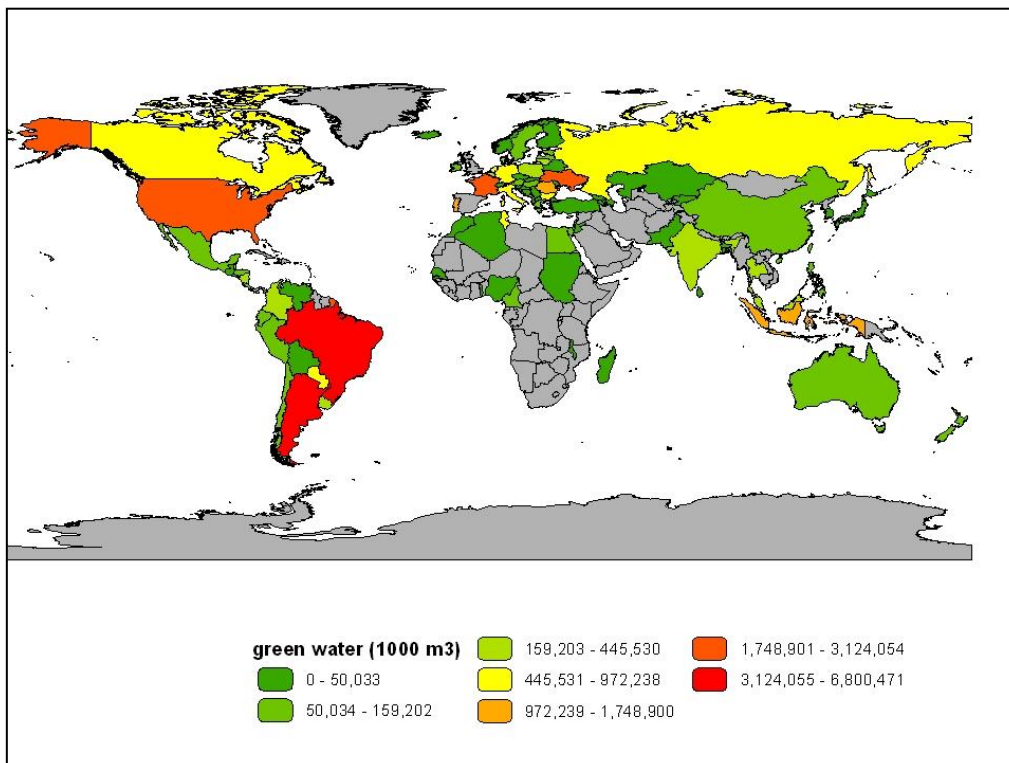 green water (1000 m3)
0 - 50,033
50,034 - 159,202
159,203 - 445,530
445,531 - 972,238
972,239 - 1,748,900
1,748,901 - 3,124,054
3,124,055 - 6,800,471